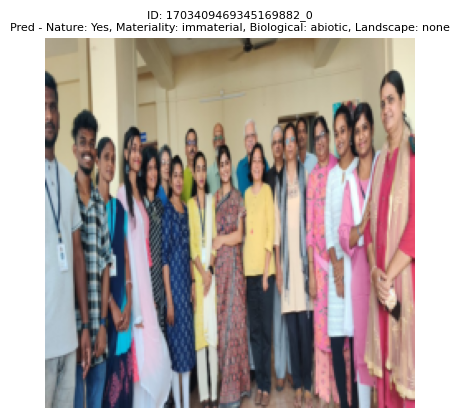 ID: 1703409469345169882_0
Pred - Nature: Yes, Materiality: immaterial, Biological: abiotic, Landscape: none